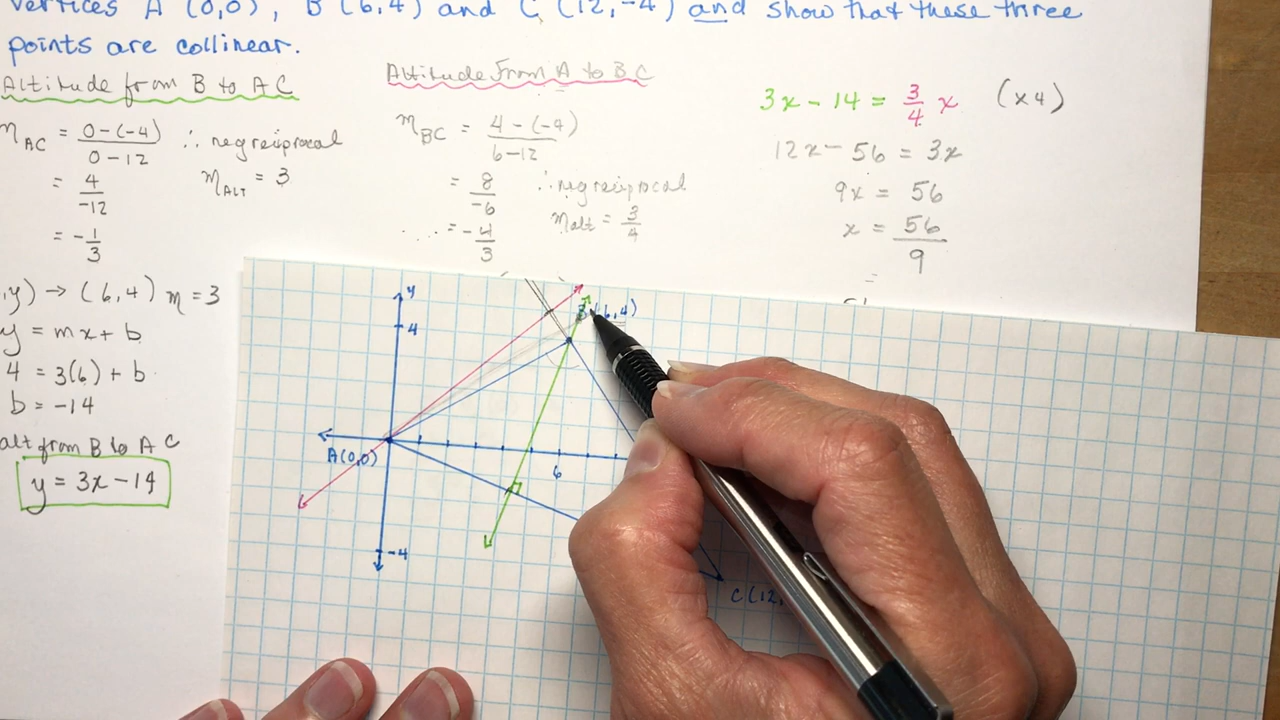 vertices A (0,0), B (6,4) and C (12,-4) and show that these three
points are collinear.
Altitude from B to AC
m AC = 0-(-4) / 0-12 ∴ neg reciprocal
= 4/-12 m ALT = 3
= -1/3
,y) → (6,4) m = 3
y = mx + b
4 = 3(6) + b
b = -14
alt from B to AC
y = 3x - 14
Altitude from A to BC
m BC = 4-(-4) / 6-12
= 8/-6 ∴ neg reciprocal
m alt = 3/4
= -4/3
3x - 14 = 3/4 x (x4)
12x - 56 = 3x
9x = 56
x = 56/9
=
y
4
B(6,4)
A(0,0)
6
-4
C(12,